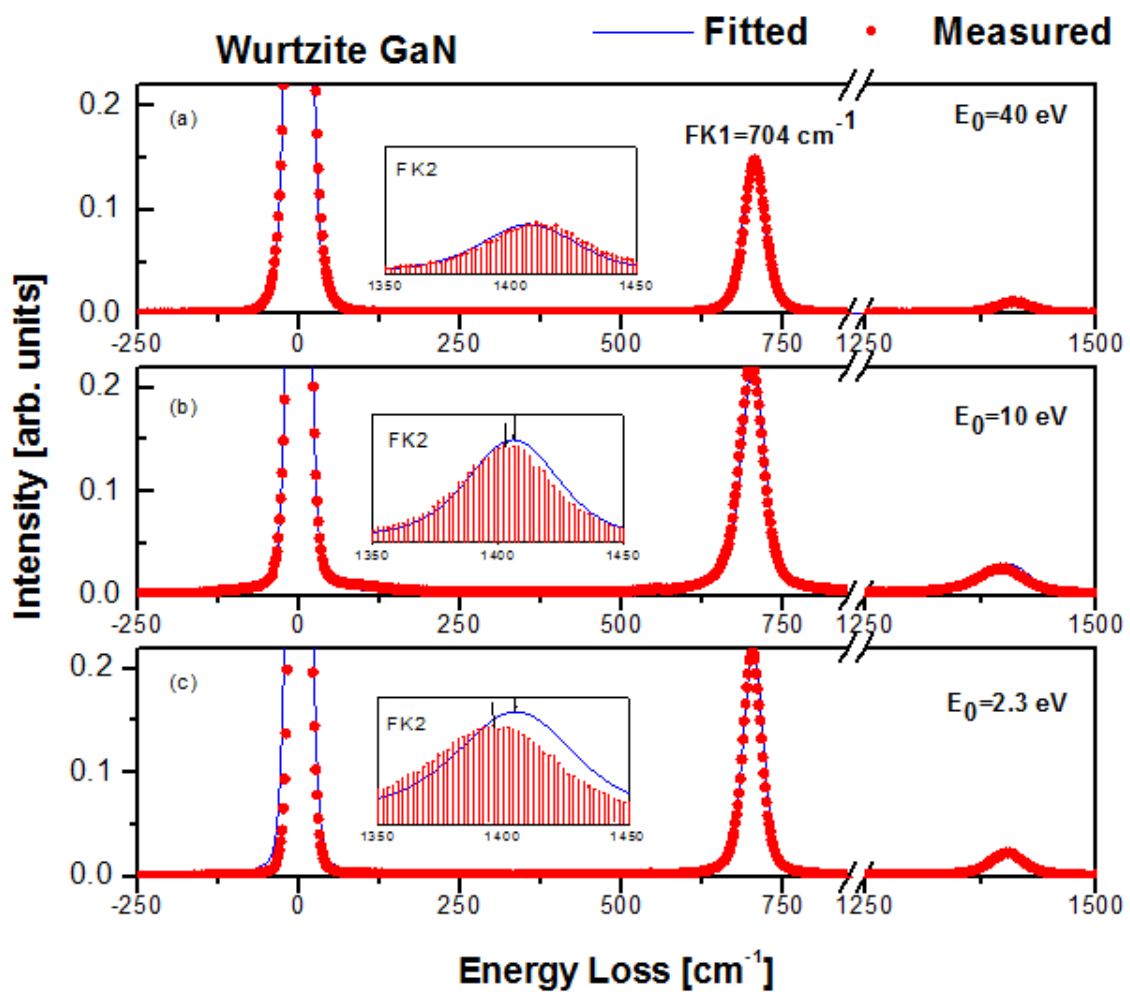 Wurtzite GaN
Fitted
Measured
Intensity [arb. units]
(a)
E0=40 eV
FK1=704 cm-1
FK2
1350 1400 1450
0.2
0.1
0.0
-250 0 250 500 750 1250 1500
(b)
E0=10 eV
FK2
1350 1400 1450
0.2
0.1
0.0
-250 0 250 500 750 1250 1500
(c)
E0=2.3 eV
FK2
1350 1400 1450
0.2
0.1
0.0
-250 0 250 500 750 1250 1500
Energy Loss [cm-1]